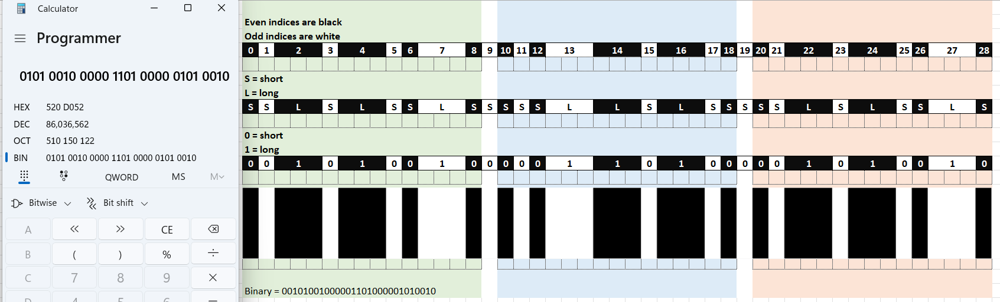 Calculator
Programmer
0101 0010 0000 1101 0000 0101 0010
HEX 520 D052
DEC 86,036,562
OCT 510 150 122
BIN 0101 0010 0000 1101 0000 0101 0010
QWORD MS M
Bitwise Bit shift
A << >> CE
B ( ) % ÷
C 7 8 9 ×
D 4 5 6 −
Even indices are black
Odd indices are white
0 1 2 3 4 5 6 7 8 9 10 11 12 13 14 15 16 17 18 19 20 21 22 23 24 25 26 27 28
S = short
L = long
S S L S L S S L S S S S S L L S L S S S S S L S L S S L S
0 = short
1 = long
0 0 1 0 1 0 0 1 0 0 0 0 0 1 1 0 1 0 0 0 0 0 1 0 1 0 0 1 0
Binary = 00101001000001101000001010010